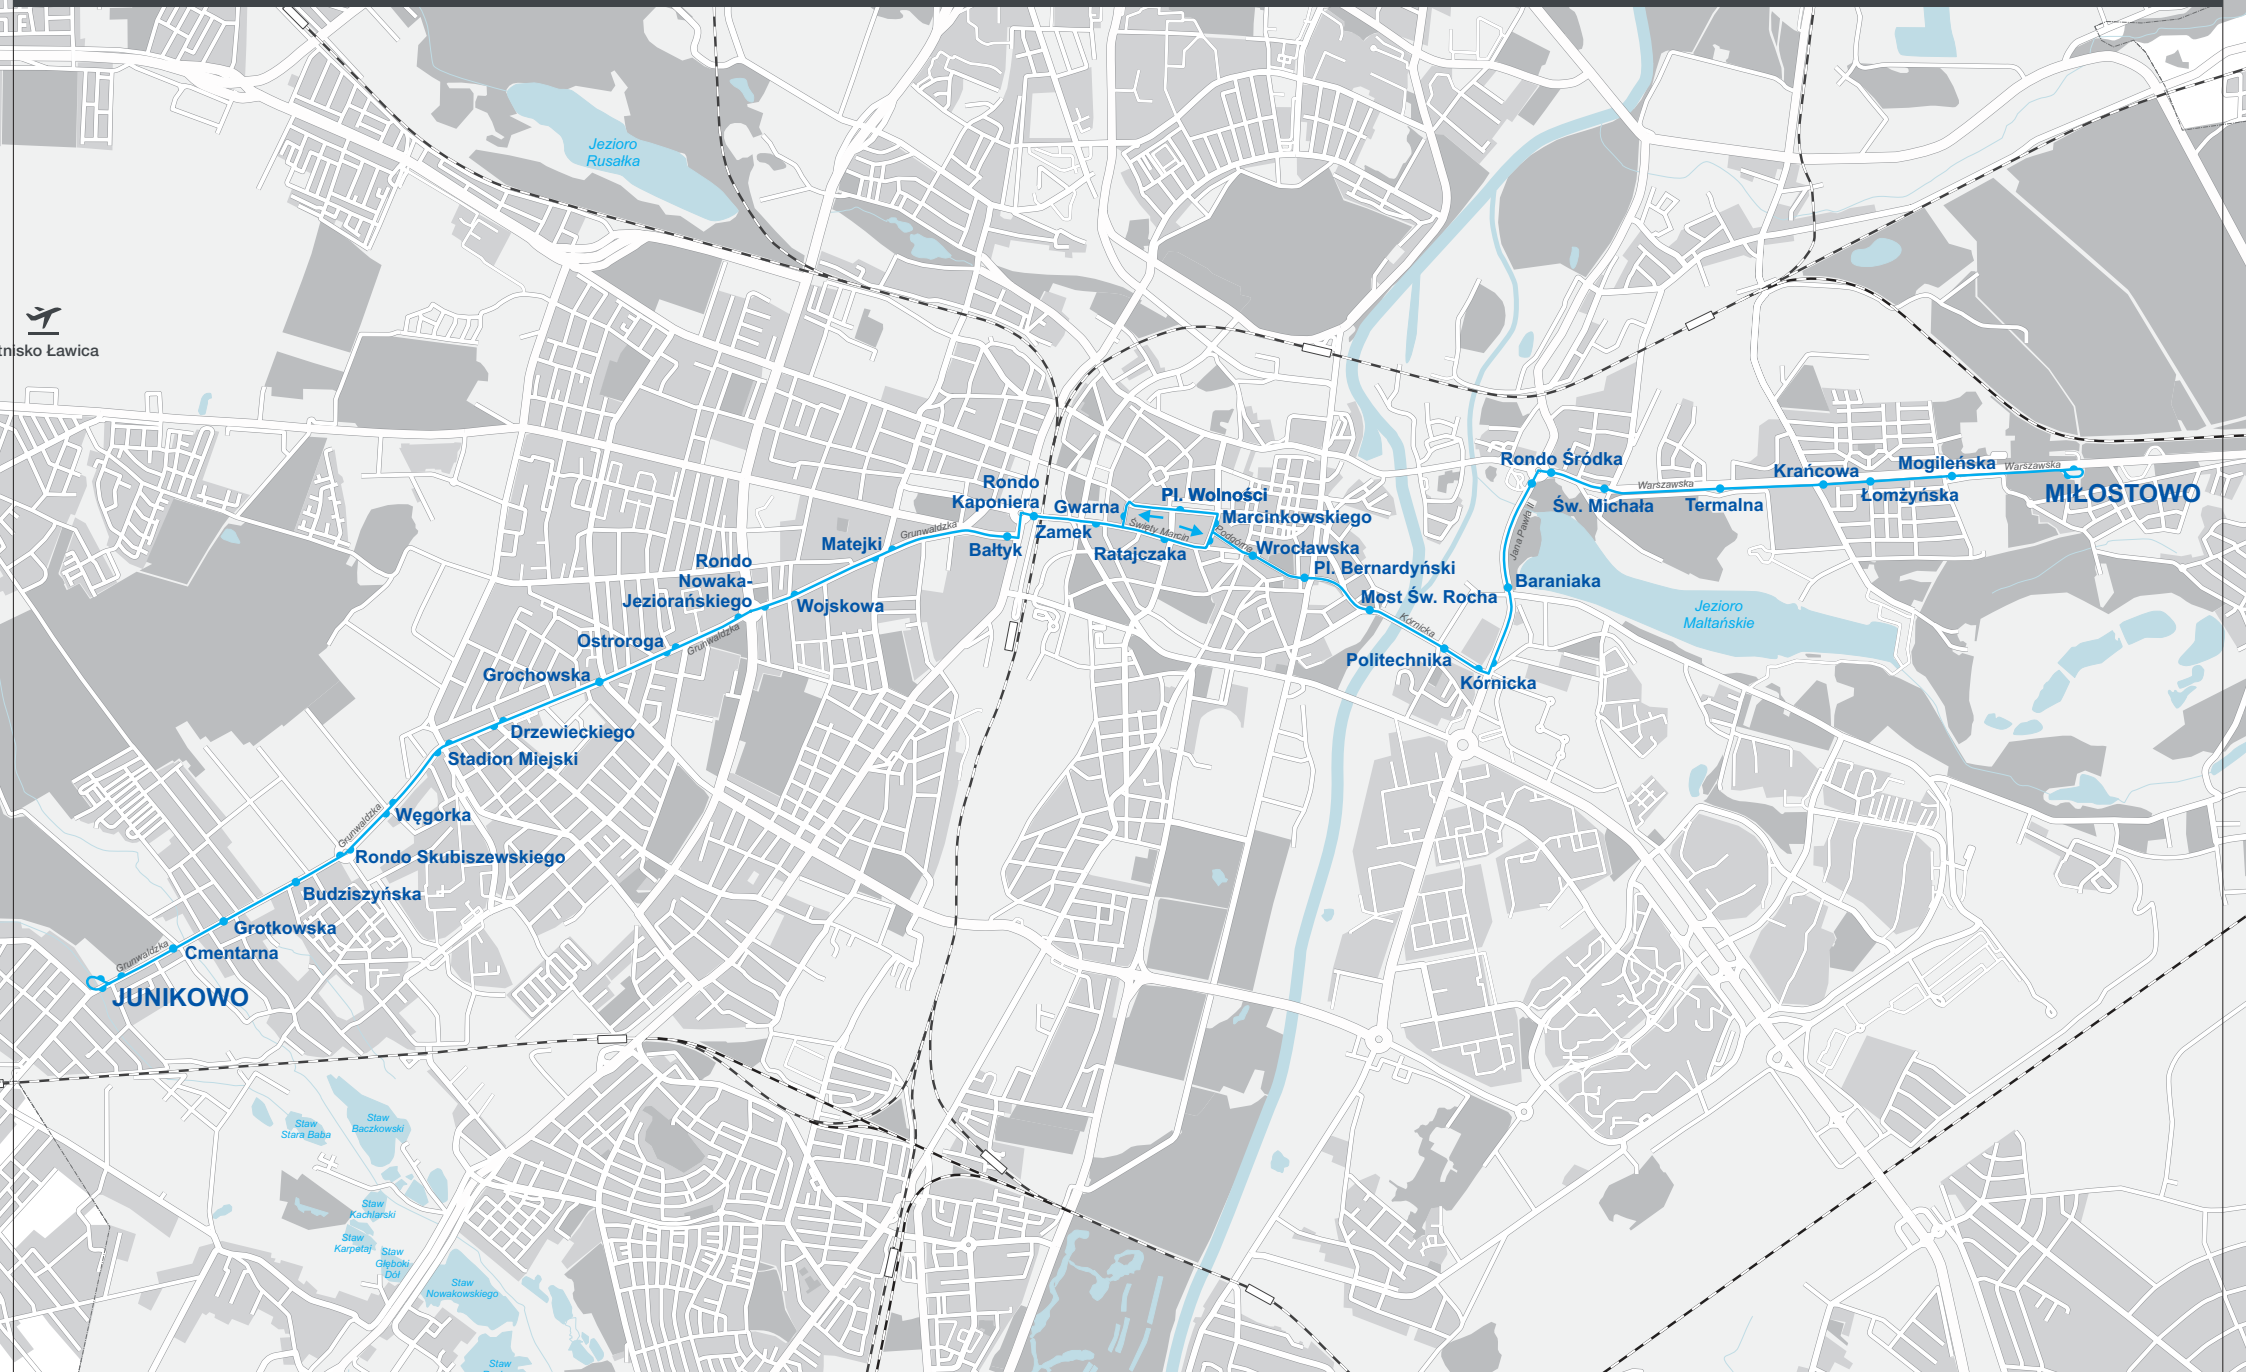 Jezioro
Rusałka
tnisko Ławica
Rondo Śródka
Krańcowa
Mogileńska
Warszawska
Rondo
Kaponiera
Gwarna
Pl. Wolności
Marcinkowskiego
Św. Michała
Warszawska
Termalna
Łomżyńska
MIŁOSTOWO
Matejki
Grunwaldzka
Bałtyk
Zamek
Święty Marcin
Ratajczaka
Podgórna
Wrocławska
Pl. Bernardyński
Jana Pawła II
Baraniaka
Rondo
Nowaka-
Jeziorańskiego
Wojskowa
Most Św. Rocha
Jezioro
Maltańskie
Ostroroga
Grunwaldzka
Kórnicka
Politechnika
Kórnicka
Grochowska
Drzewieckiego
Stadion Miejski
Węgorka
Grunwaldzka
Rondo Skubiszewskiego
Budziszyńska
Grotkowska
Cmentarna
Grunwaldzka
JUNIKOWO
Staw
Stara Baba
Staw
Baczkowski
Staw
Kachlarski
Staw
Karpetaj
Staw
Głęboki
Dół
Staw
Nowakowskiego
Staw